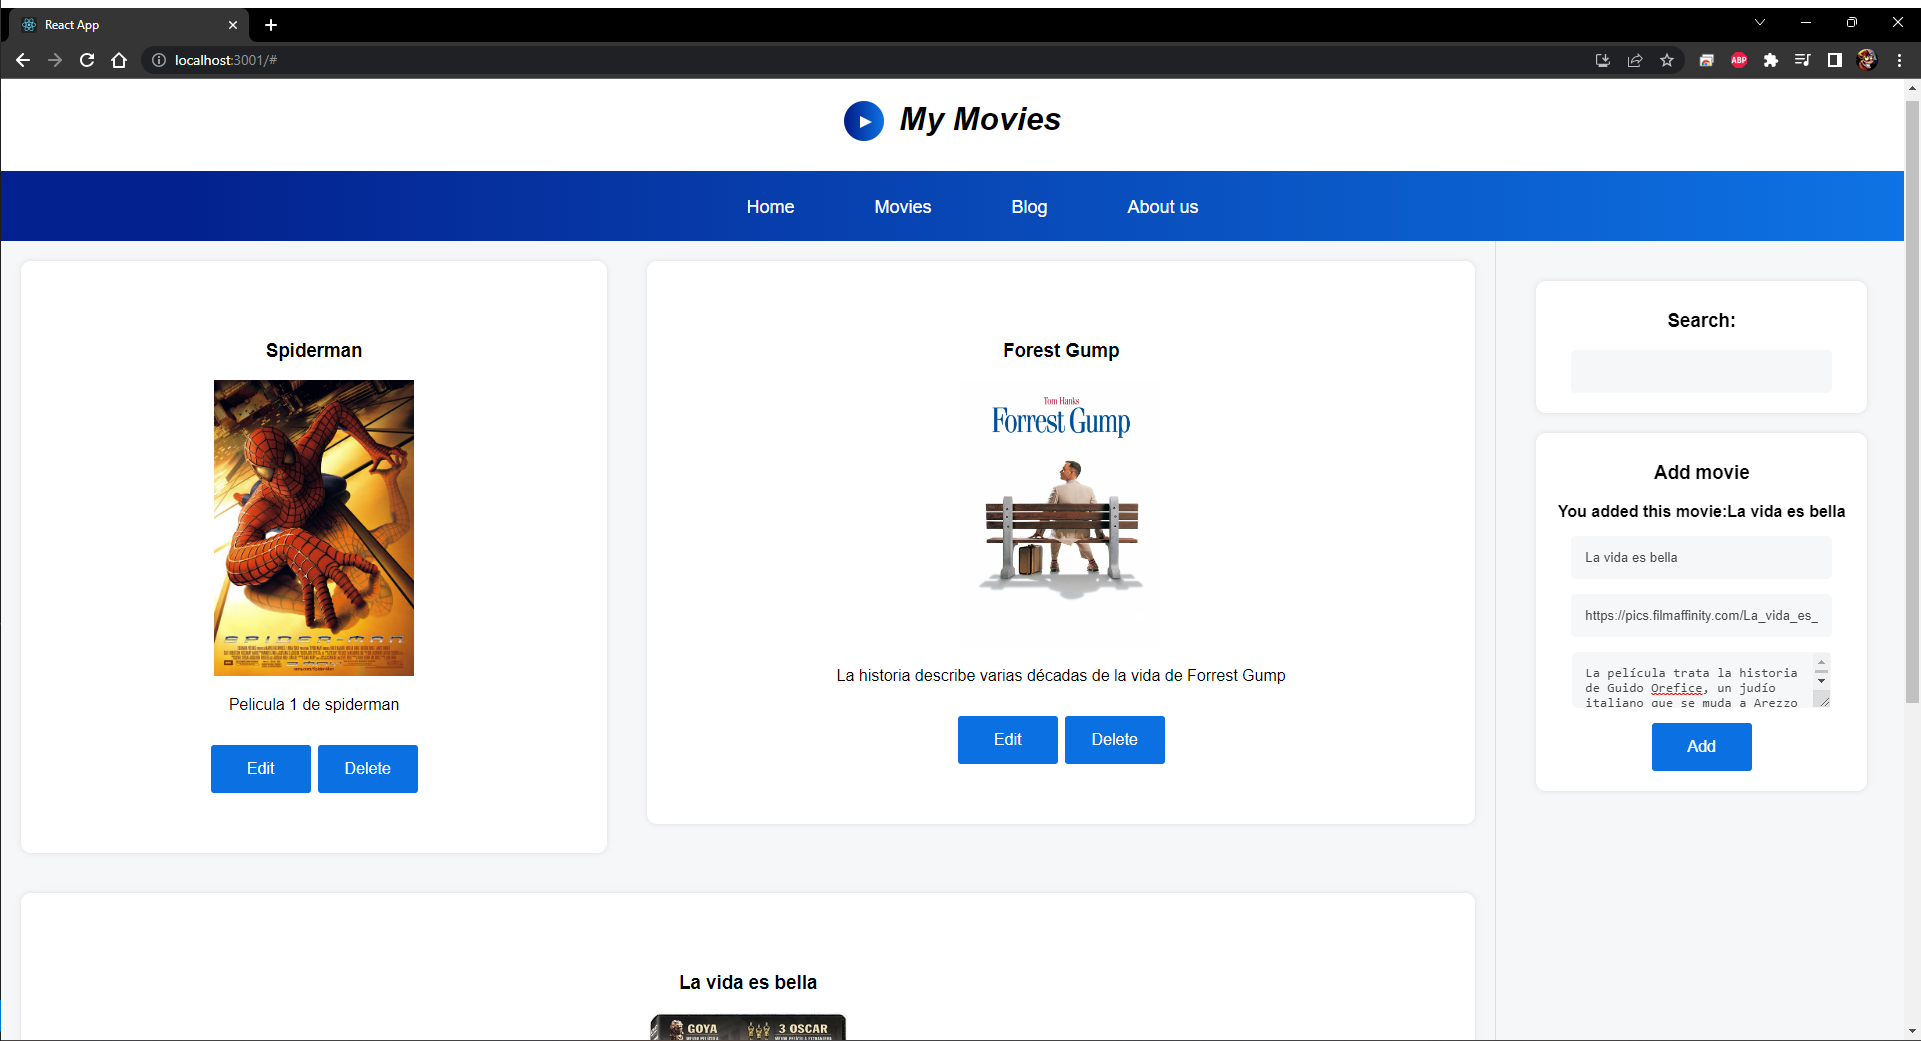 React App
localhost:3001/#
ABP
My Movies
Home Movies Blog About us
Spiderman
SPIDER-MAN
Pelicula 1 de spiderman
Edit Delete
Forest Gump
Tom Hanks
Forrest Gump
La historia describe varias décadas de la vida de Forrest Gump
Edit Delete
La vida es bella
GOYA 3 OSCAR
Search:
Add movie
You added this movie:La vida es bella
La vida es bella
https://pics.filmaffinity.com/La_vida_es_
La película trata la historia
de Guido Orefice, un judío
italiano que se muda a Arezzo
Add